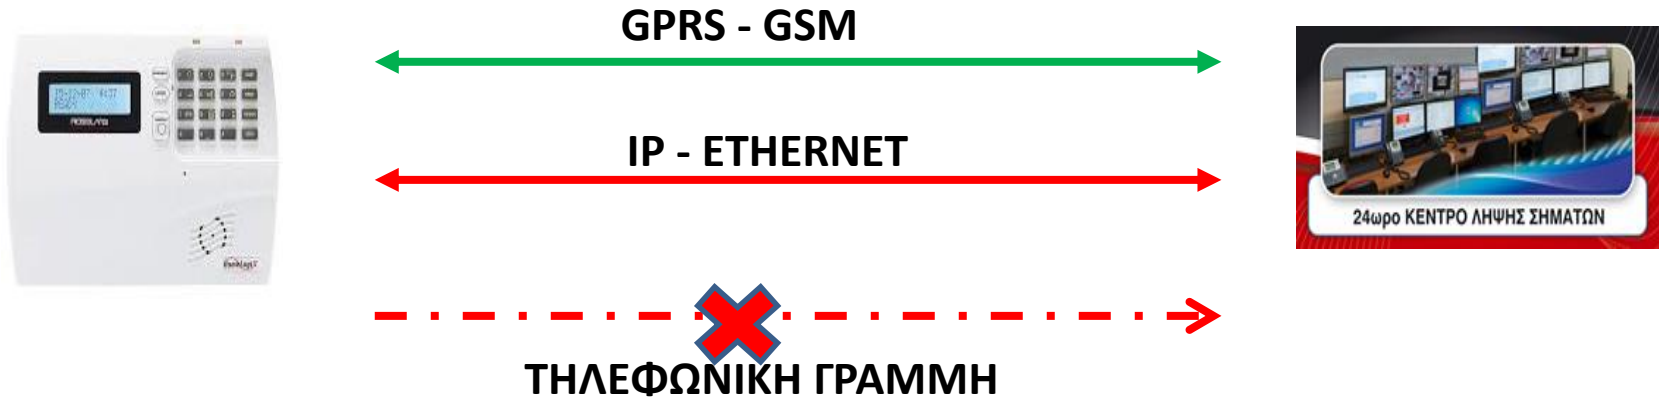 GPRS - GSM
IP - ETHERNET
24ωρο ΚΕΝΤΡΟ ΛΗΨΗΣ ΣΗΜΑΤΩΝ
ΤΗΛΕΦΩΝΙΚΗ ΓΡΑΜΜΗ